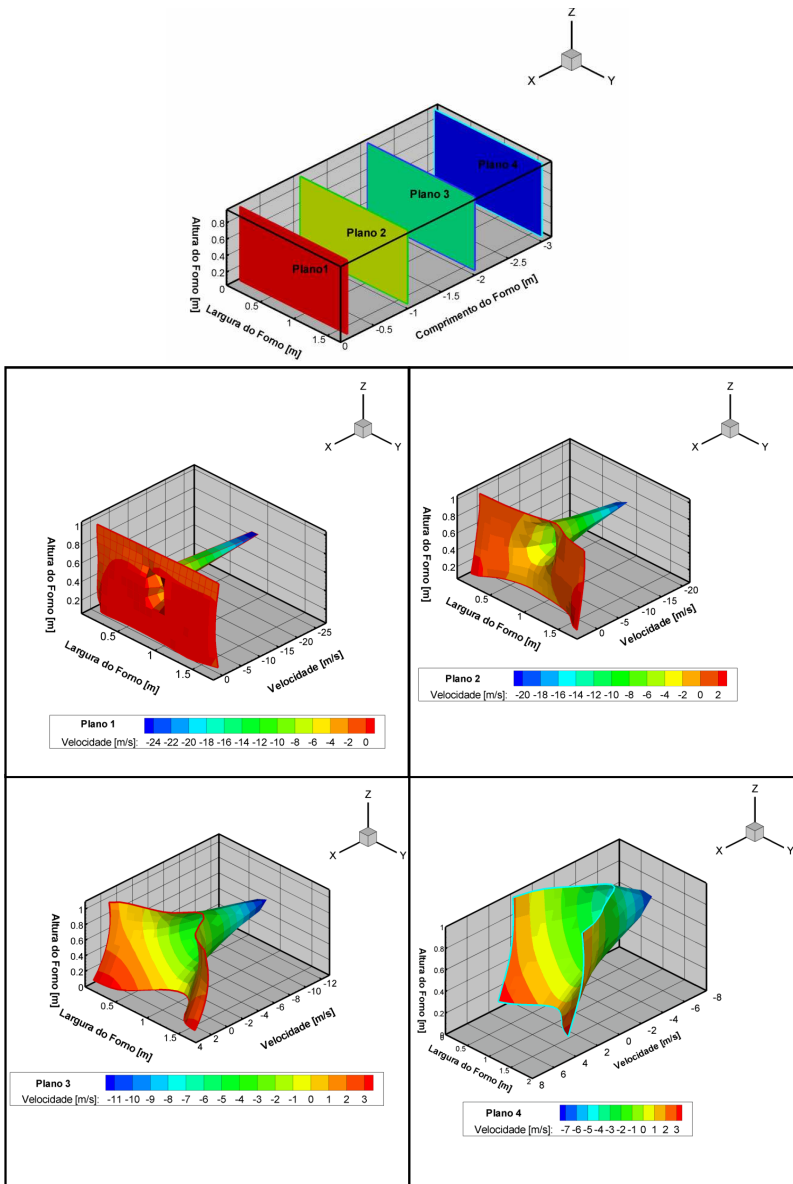 Z
X
Y
Plano 4
Plano 3
Plano 2
Plano1
Altura do Forno [m]
0.8
0.6
0.4
0.2
0
0.5
1
1.5
Largura do Forno [m]
0
-0.5
-1
-1.5
-2
-2.5
-3
Comprimento do Forno [m]
Z
X
Y
Altura do Forno [m]
1
0.8
0.6
0.4
0.2
0.5
1
1.5
Largura do Forno [m]
0
-5
-10
-15
-20
-25
Velocidade [m/s]
Plano 1
Velocidade [m/s]: -24 -22 -20 -18 -16 -14 -12 -10 -8 -6 -4 -2 0
Z
X
Y
Altura do Forno [m]
1
0.8
0.6
0.4
0.2
0.5
1
1.5
Largura do Forno [m]
0
-5
-10
-15
-20
Velocidade [m/s]
Plano 2
Velocidade [m/s]: -20 -18 -16 -14 -12 -10 -8 -6 -4 -2 0 2
Z
X
Y
Altura do Forno [m]
1
0.8
0.6
0.4
0.2
0
0.5
1
1.5
Largura do Forno [m]
4
2
0
-2
-4
-6
-8
-10
-12
Velocidade [m/s]
Plano 3
Velocidade [m/s]: -11 -10 -9 -8 -7 -6 -5 -4 -3 -2 -1 0 1 2 3
Z
X
Y
Altura do Forno [m]
1
0.8
0.6
0.4
0.2
0
0.5
1
1.5
2
Largura do Forno [m]
8
6
4
2
0
-2
-4
-6
-8
Velocidade [m/s]
Plano 4
Velocidade [m/s]: -7 -6 -5 -4 -3 -2 -1 0 1 2 3